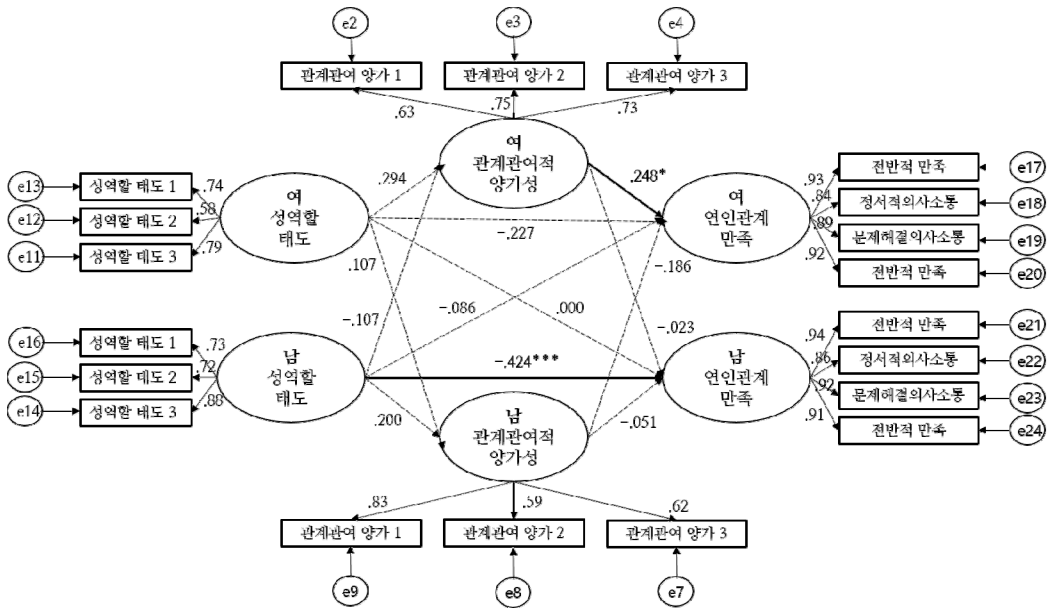 e2
e3
e4
관계관여 양가 1
관계관여 양가 2
관계관여 양가 3
.63
.75
.73
여
관계관여적
양가성
e13
성역할 태도 1
.74
e12
성역할 태도 2
.58
e11
성역할 태도 3
.79
여
성역할
태도
.294
.248*
-.227
.107
-.186
여
연인관계
만족
.93
전반적 만족
e17
.84
정서적의사소통
e18
.89
문제해결의사소통
e19
.92
전반적 만족
e20
-.107
-.086
.000
-.023
e16
성역할 태도 1
.73
e15
성역할 태도 2
.72
e14
성역할 태도 3
.88
남
성역할
태도
-.424***
.200
-.051
남
연인관계
만족
.94
전반적 만족
e21
.86
정서적의사소통
e22
.92
문제해결의사소통
e23
.91
전반적 만족
e24
남
관계관여적
양가성
.83
.59
.62
관계관여 양가 1
관계관여 양가 2
관계관여 양가 3
e9
e8
e7